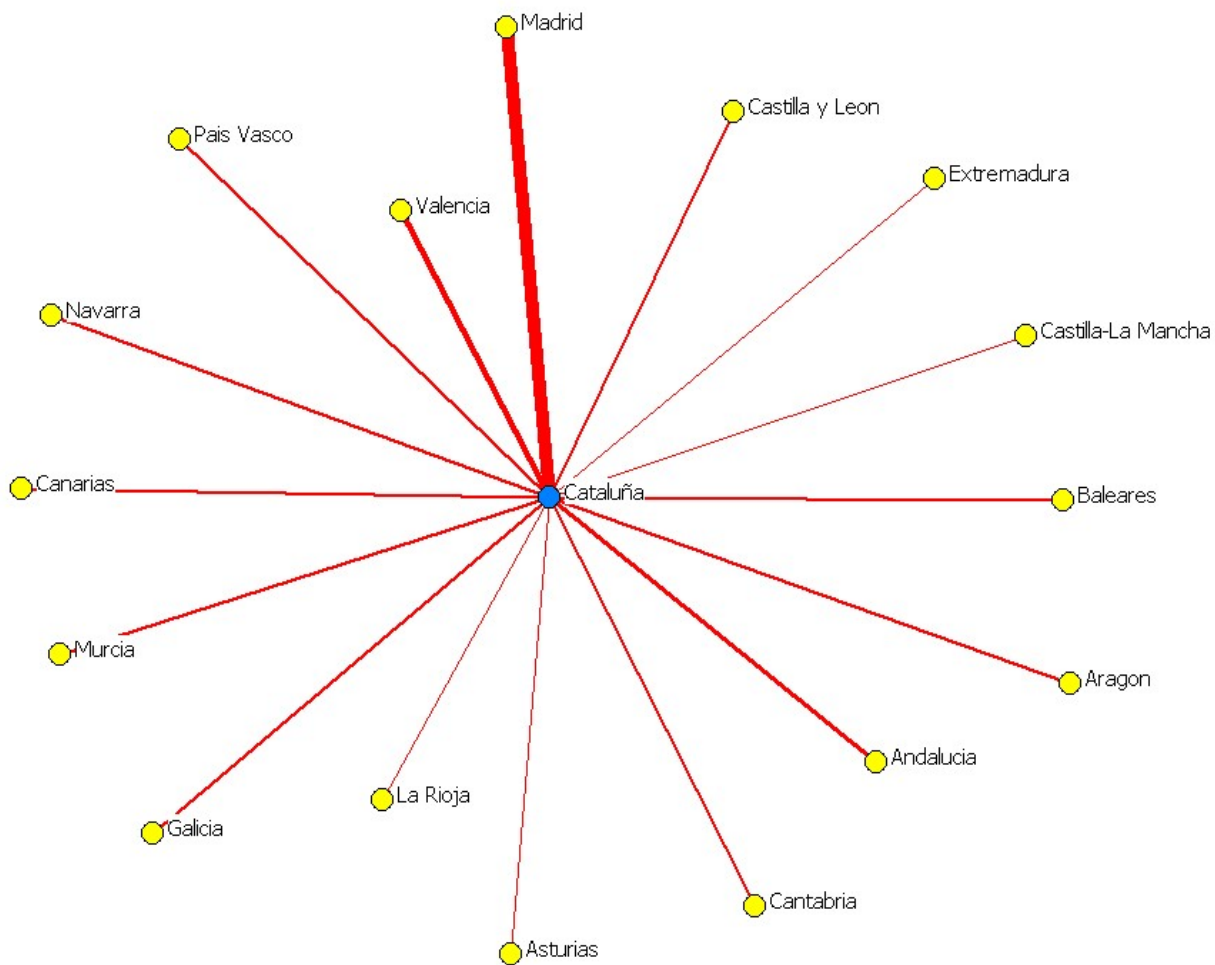 Madrid
Castilla y Leon
Pais Vasco
Extremadura
Valencia
Navarra
Castilla-La Mancha
Canarias
Cataluña
Baleares
Murcia
Aragon
Andalucia
La Rioja
Galicia
Cantabria
Asturias